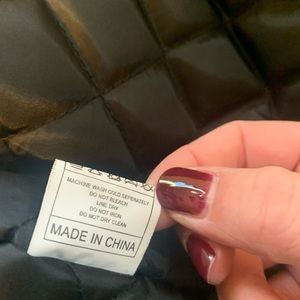 MACHINE WASH COLD SEPERATELY
DO NOT BLEACH
LINE DRY
DO NOT IRON
DO NOT DRY CLEAN
MADE IN CHINA